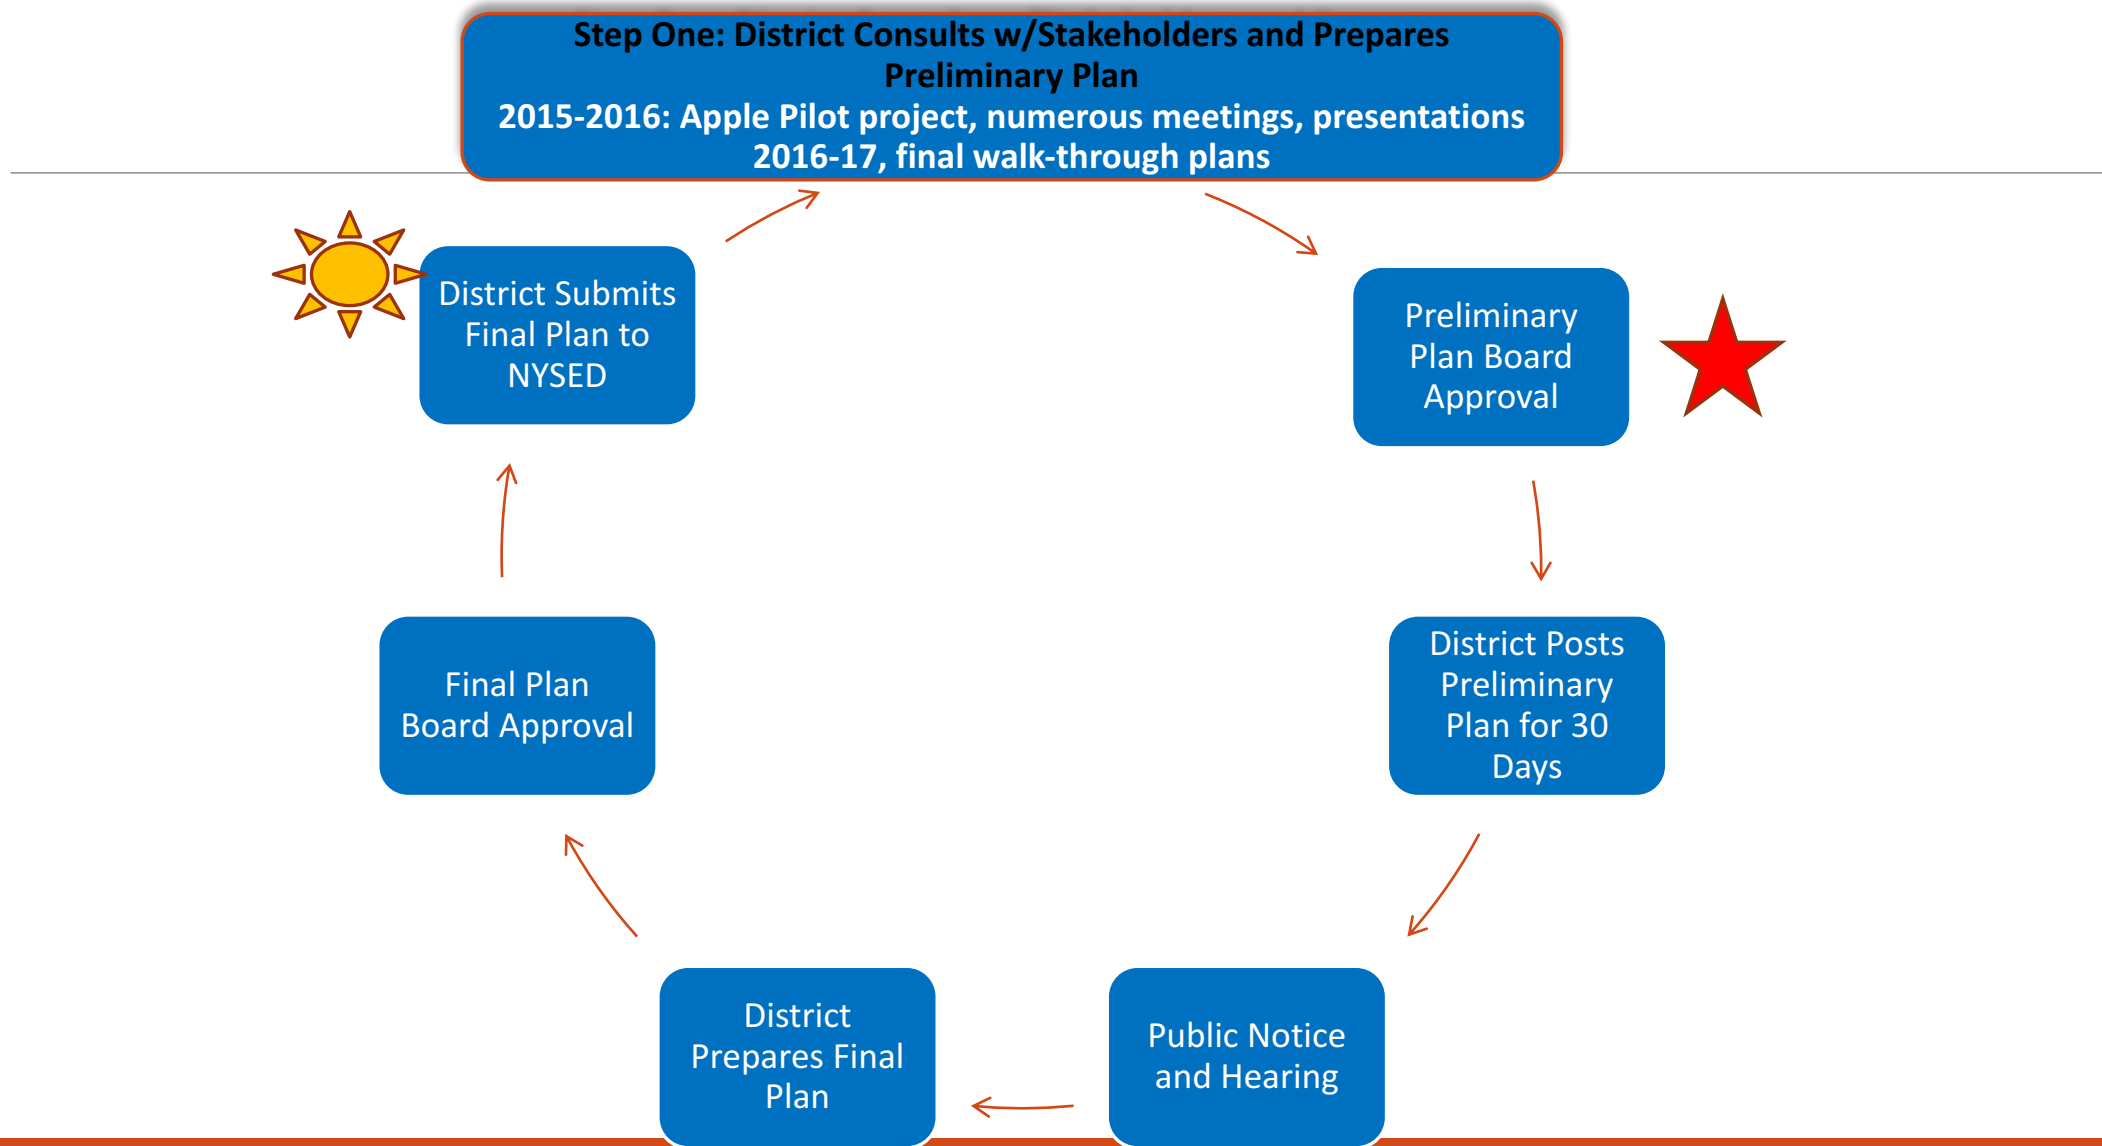 Step One: District Consults w/Stakeholders and Prepares
Preliminary Plan
2015-2016: Apple Pilot project, numerous meetings, presentations
2016-17, final walk-through plans
Preliminary
Plan Board
Approval
District Posts
Preliminary
Plan for 30
Days
Public Notice
and Hearing
District
Prepares Final
Plan
Final Plan
Board Approval
District Submits
Final Plan to
NYSED